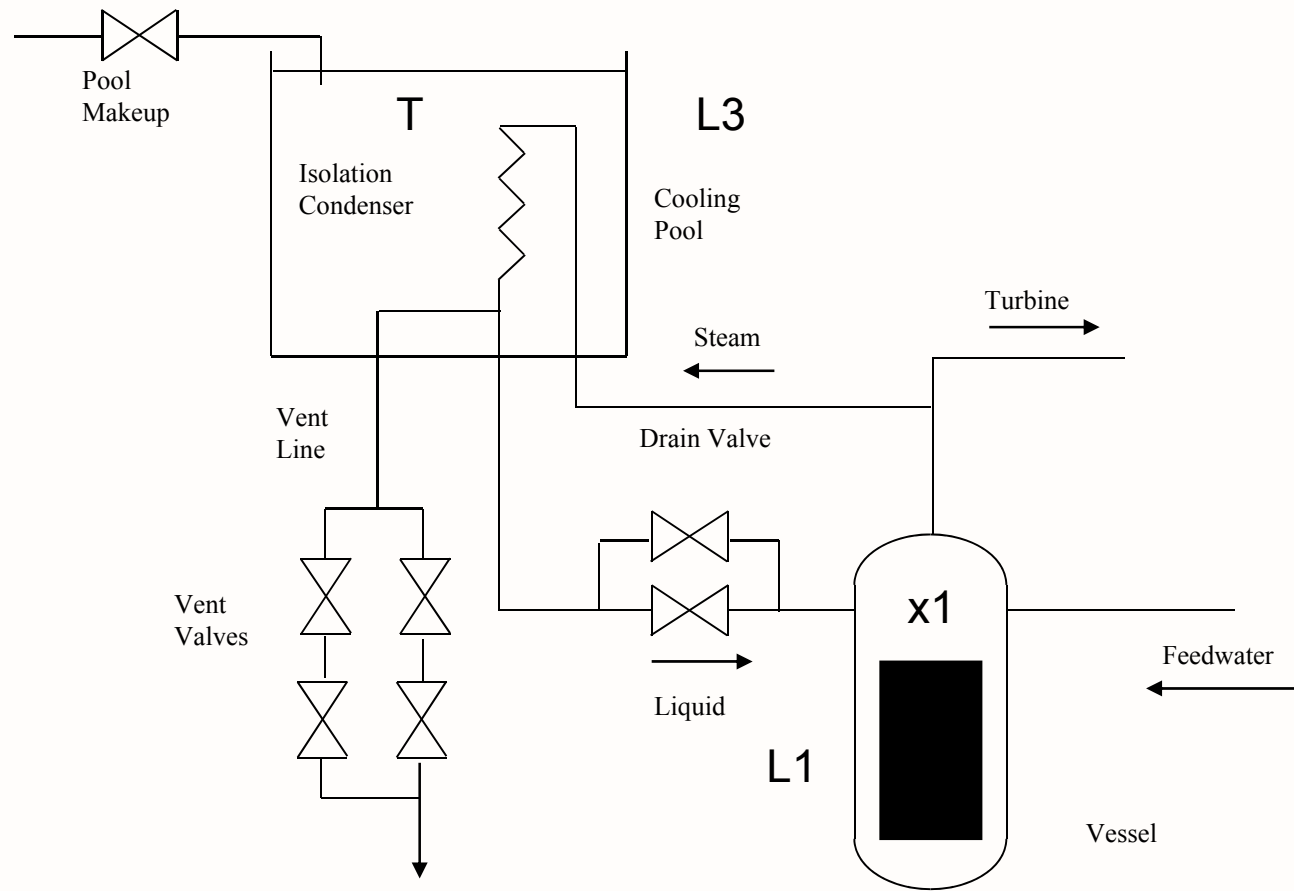 Pool
Makeup
T
L3
Isolation
Condenser
Cooling
Pool
Turbine
Steam
Vent
Line
Drain Valve
Vent
Valves
x1
Feedwater
Liquid
L1
Vessel